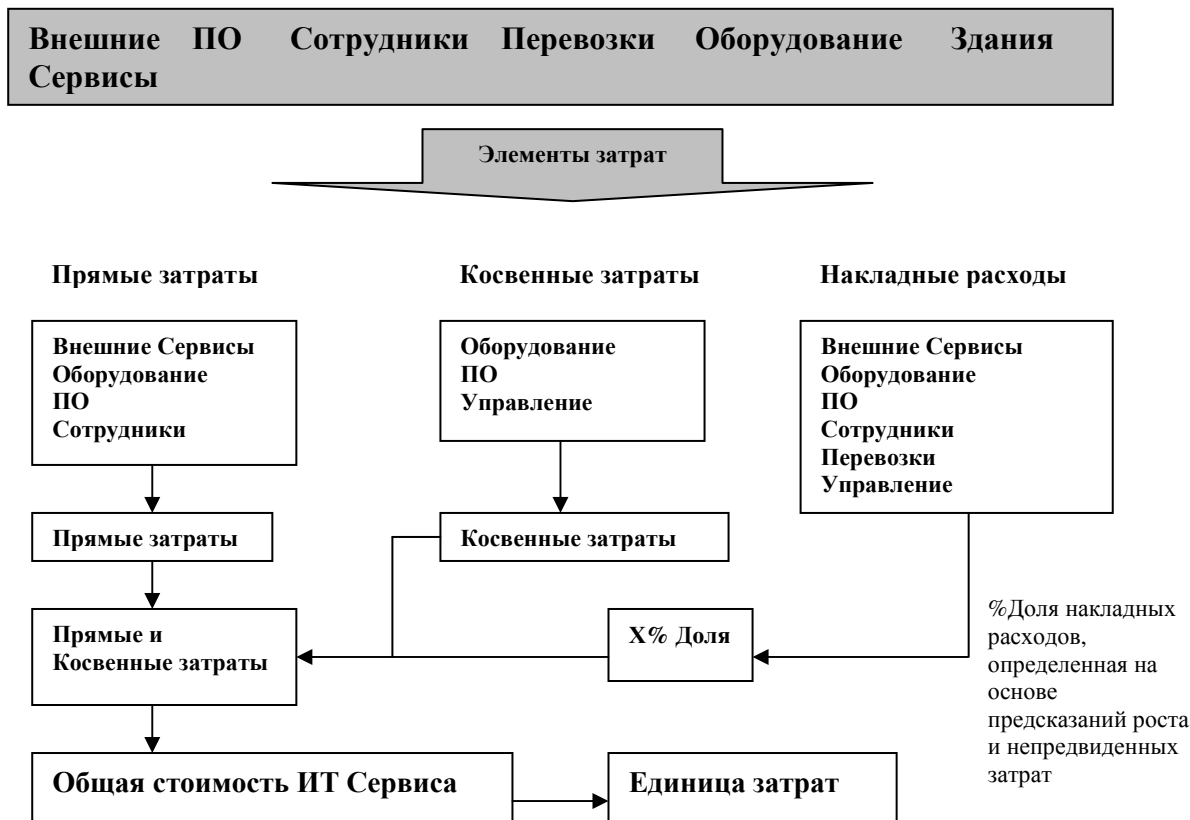 Внешние ПО Сотрудники Перевозки Оборудование Здания
Сервисы
Элементы затрат
Прямые затраты
Косвенные затраты
Накладные расходы
Внешние Сервисы
Оборудование
ПО
Сотрудники
Оборудование
ПО
Управление
Внешние Сервисы
Оборудование
ПО
Сотрудники
Перевозки
Управление
Прямые затраты
Косвенные затраты
Прямые и
Косвенные затраты
X% Доля
%Доля накладных
расходов,
определенная на
основе
предсказаний роста
и непредвиденных
затрат
Общая стоимость ИТ Сервиса
Единица затрат